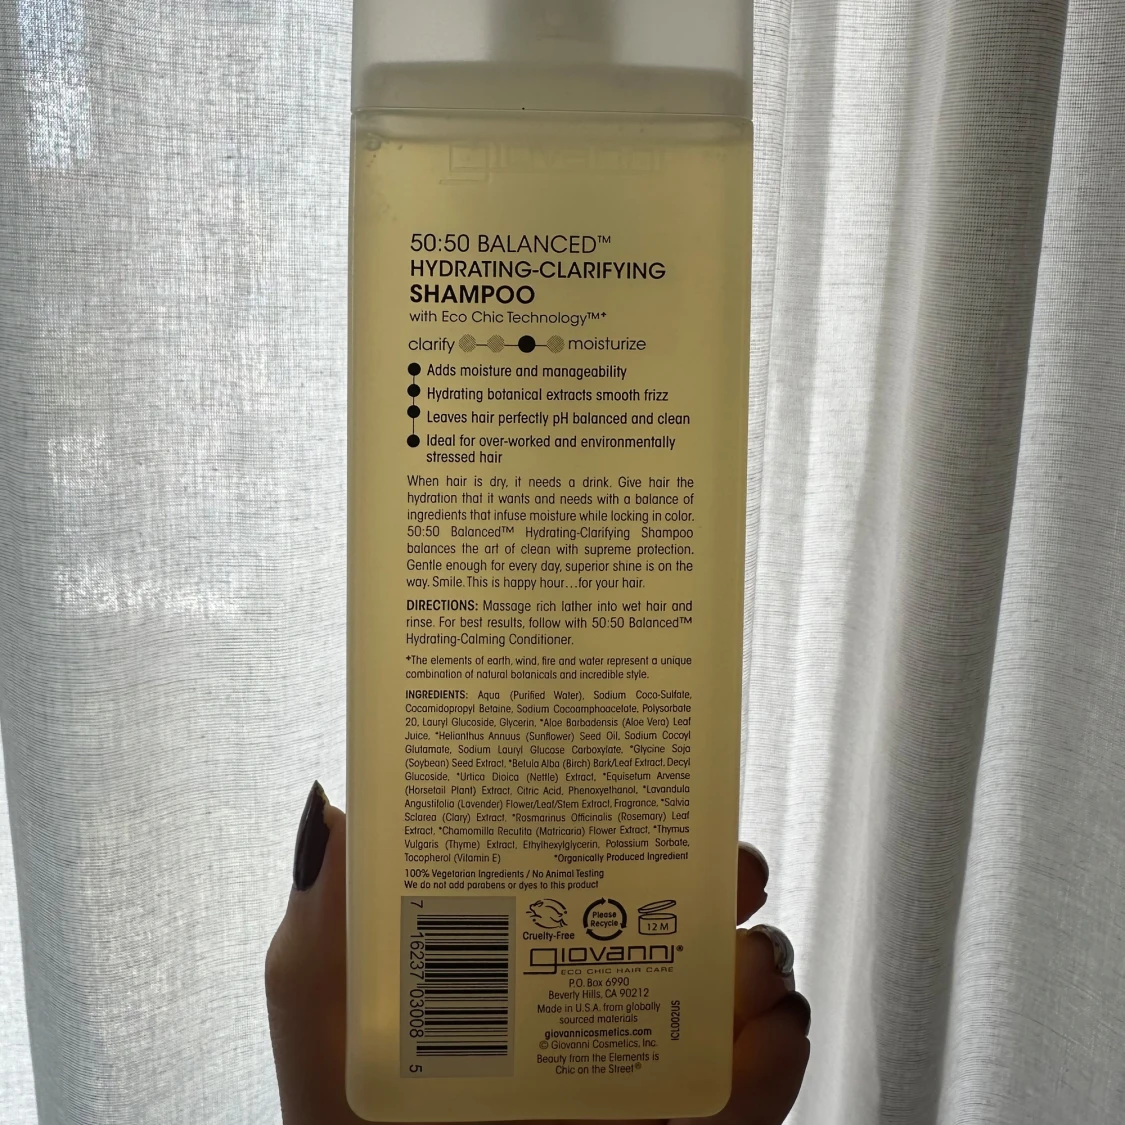 giovanni
50:50 BALANCED™
HYDRATING-CLARIFYING
SHAMPOO
with Eco Chic Technology™⁺
clarify moisturize
Adds moisture and manageability
Hydrating botanical extracts smooth frizz
Leaves hair perfectly pH balanced and clean
Ideal for over-worked and environmentally
stressed hair
When hair is dry, it needs a drink. Give hair the
hydration that it wants and needs with a balance of
ingredients that infuse moisture while locking in color.
50:50 Balanced™ Hydrating-Clarifying Shampoo
balances the art of clean with supreme protection.
Gentle enough for every day, superior shine is on the
way. Smile. This is happy hour...for your hair.
DIRECTIONS: Massage rich lather into wet hair and
rinse. For best results, follow with 50:50 Balanced™
Hydrating-Calming Conditioner.
⁺The elements of earth, wind, fire and water represent a unique
combination of natural botanicals and incredible style.
INGREDIENTS: Aqua (Purified Water), Sodium Coco-Sulfate,
Cocamidopropyl Betaine, Sodium Cocoamphoacetate, Polysorbate
20, Lauryl Glucoside, Glycerin, *Aloe Barbadensis (Aloe Vera) Leaf
Juice, *Helianthus Annuus (Sunflower) Seed Oil, Sodium Cocoyl
Glutamate, Sodium Lauryl Glucose Carboxylate, *Glycine Soja
(Soybean) Seed Extract, *Betula Alba (Birch) Bark/Leaf Extract, Decyl
Glucoside, *Urtica Dioica (Nettle) Extract, *Equisetum Arvense
(Horsetail Plant) Extract, Citric Acid, Phenoxyethanol, *Lavandula
Angustifolia (Lavender) Flower/Leaf/Stem Extract, Fragrance, *Salvia
Sclarea (Clary) Extract, *Rosmarinus Officinalis (Rosemary) Leaf
Extract, *Chamomilla Recutita (Matricaria) Flower Extract, *Thymus
Vulgaris (Thyme) Extract, Ethylhexylglycerin, Potassium Sorbate,
Tocopherol (Vitamin E) *Organically Produced Ingredient
100% Vegetarian Ingredients / No Animal Testing
We do not add parabens or dyes to this product
7 16237 03008 5
Cruelty-Free
Please
Recycle
12 M
giovanni®
ECO CHIC HAIR CARE
P.O. Box 6990
Beverly Hills, CA 90212
Made in U.S.A. from globally
sourced materials
giovannicosmetics.com
© Giovanni Cosmetics, Inc.
Beauty from the Elements is
Chic on the Street®
ICL002US